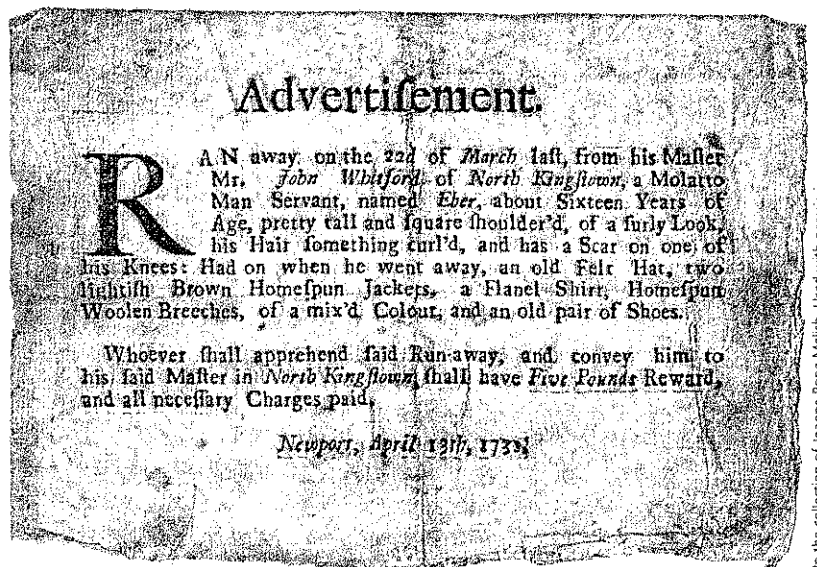 Advertiſement.
RAN away on the 22d of March laſt, from his Maſter
Mr. John Whitford of North Kingſtown, a Molatto
Man Servant, named Eber, about Sixteen Years of
Age, pretty tall and ſquare ſhoulder'd, of a ſurly Look,
his Hair ſomething curl'd, and has a Scar on one of
his Knees: Had on when he went away, an old Felt Hat, two
lightiſh Brown Homeſpun Jackets, a Flanel Shirt, Homeſpun
Woolen Breeches, of a mix'd Colour, and an old pair of Shoes.
Whoever ſhall apprehend ſaid Run-away, and convey him to
his ſaid Maſter in North Kingſtown, ſhall have Five Pounds Reward,
and all neceſſary Charges paid.
Newport, April 13th,
In the collection of